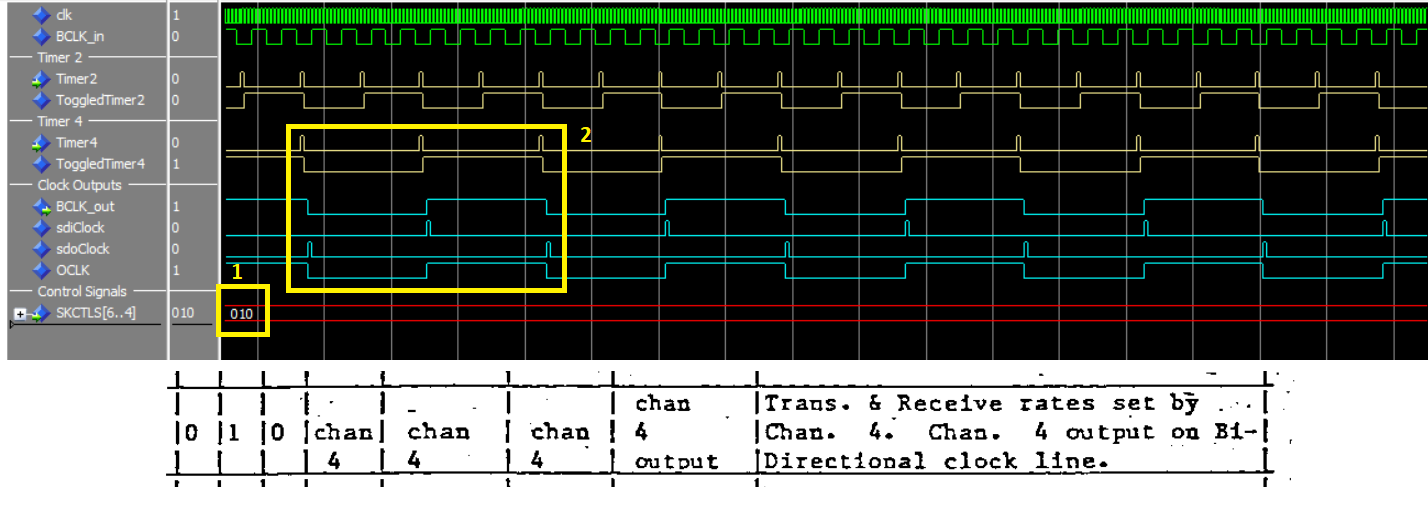 clk 1
BCLK_in 0
Timer 2
Timer2 0
ToggledTimer2 0
Timer 4
2
Timer4 0
ToggledTimer4 1
Clock Outputs
BCLK_out 1
sdiClock 0
sdoClock 0
OCLK 1
1
Control Signals
SKCTLS[6..4] 010 010
chan Trans. & Receive rates set by
0 1 0 chan chan chan 4 Chan. 4. Chan. 4 output on Bi-
4 4 4 output Directional clock line.